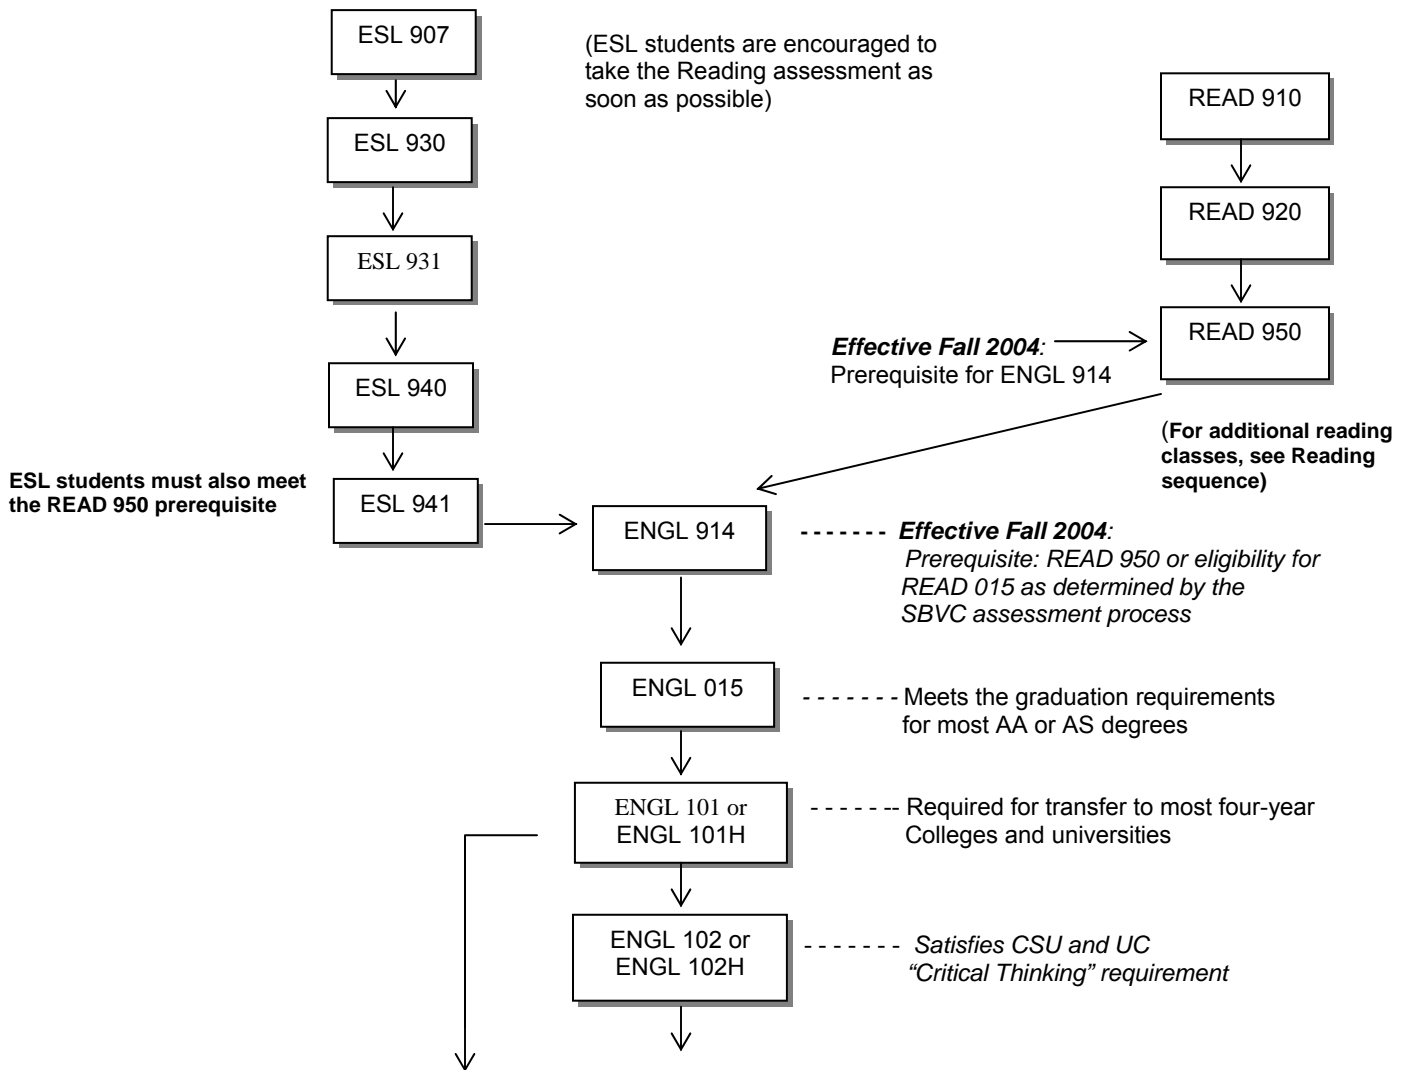 ESL 907
(ESL students are encouraged to
take the Reading assessment as
soon as possible)
READ 910
ESL 930
READ 920
ESL 931
READ 950
Effective Fall 2004:
Prerequisite for ENGL 914
ESL 940
(For additional reading
classes, see Reading
sequence)
ESL students must also meet
the READ 950 prerequisite
ESL 941
ENGL 914
------- Effective Fall 2004:
Prerequisite: READ 950 or eligibility for
READ 015 as determined by the
SBVC assessment process
ENGL 015
------- Meets the graduation requirements
for most AA or AS degrees
ENGL 101 or
ENGL 101H
------- Required for transfer to most four-year
Colleges and universities
ENGL 102 or
ENGL 102H
------- Satisfies CSU and UC
“Critical Thinking” requirement